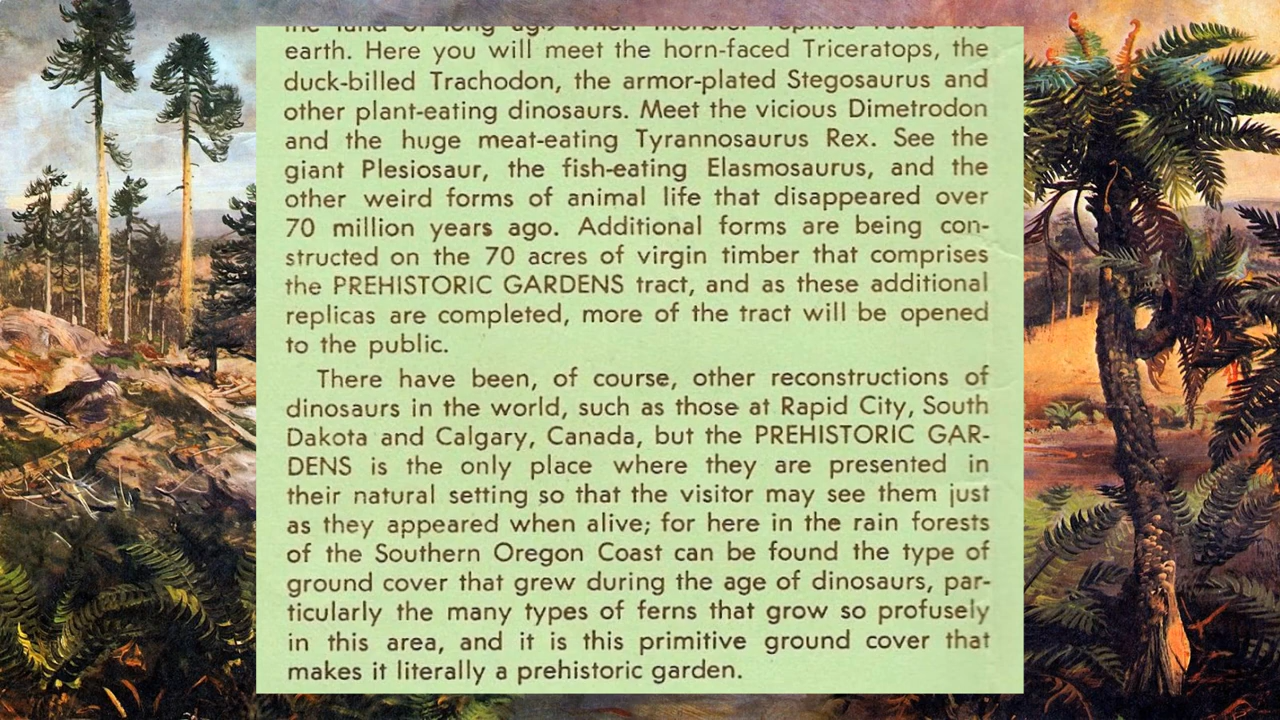 the land of long ago when monster reptiles ruled the
earth. Here you will meet the horn-faced Triceratops, the
duck-billed Trachodon, the armor-plated Stegosaurus and
other plant-eating dinosaurs. Meet the vicious Dimetrodon
and the huge meat-eating Tyrannosaurus Rex. See the
giant Plesiosaur, the fish-eating Elasmosaurus, and the
other weird forms of animal life that disappeared over
70 million years ago. Additional forms are being con-
structed on the 70 acres of virgin timber that comprises
the PREHISTORIC GARDENS tract, and as these additional
replicas are completed, more of the tract will be opened
to the public.
There have been, of course, other reconstructions of
dinosaurs in the world, such as those at Rapid City, South
Dakota and Calgary, Canada, but the PREHISTORIC GAR-
DENS is the only place where they are presented in
their natural setting so that the visitor may see them just
as they appeared when alive; for here in the rain forests
of the Southern Oregon Coast can be found the type of
ground cover that grew during the age of dinosaurs, par-
ticularly the many types of ferns that grow so profusely
in this area, and it is this primitive ground cover that
makes it literally a prehistoric garden.